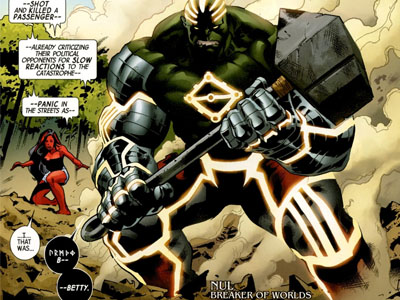 --SHOT
AND KILLED A
PASSENGER--
--ALREADY CRITICIZING
THEIR POLITICAL
OPPONENTS FOR SLOW
REACTIONS TO THE
CATASTROPHE--
--PANIC IN
THE STREETS AS--
I
THAT
WAS...
B--
--BETTY.
NUL
BREAKER OF WORLDS